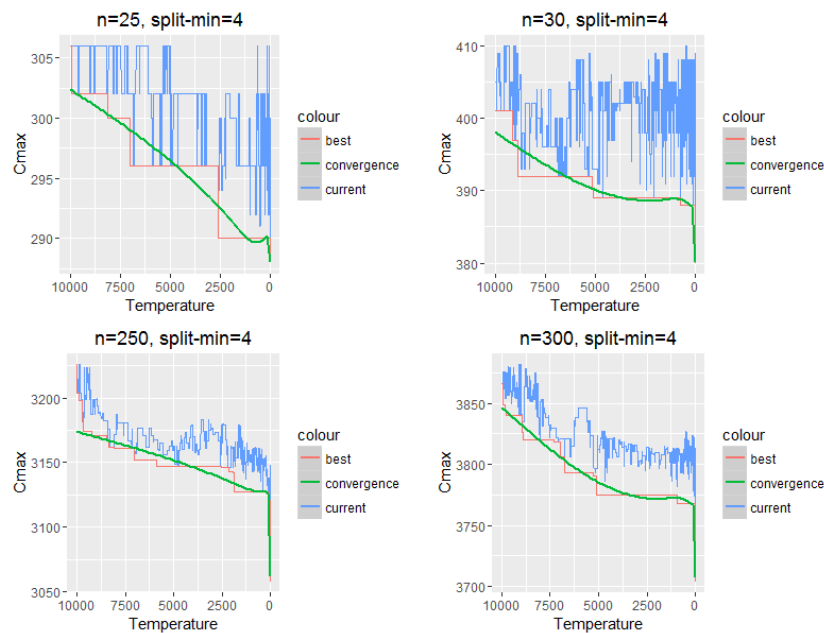 n=25, split-min=4
305
300
295
290
Cmax
10000 7500 5000 2500 0
Temperature
colour
best
convergence
current
n=30, split-min=4
410
400
390
380
Cmax
10000 7500 5000 2500 0
Temperature
colour
best
convergence
current
n=250, split-min=4
3200
3150
3100
3050
Cmax
10000 7500 5000 2500 0
Temperature
colour
best
convergence
current
n=300, split-min=4
3850
3800
3750
3700
Cmax
10000 7500 5000 2500 0
Temperature
colour
best
convergence
current